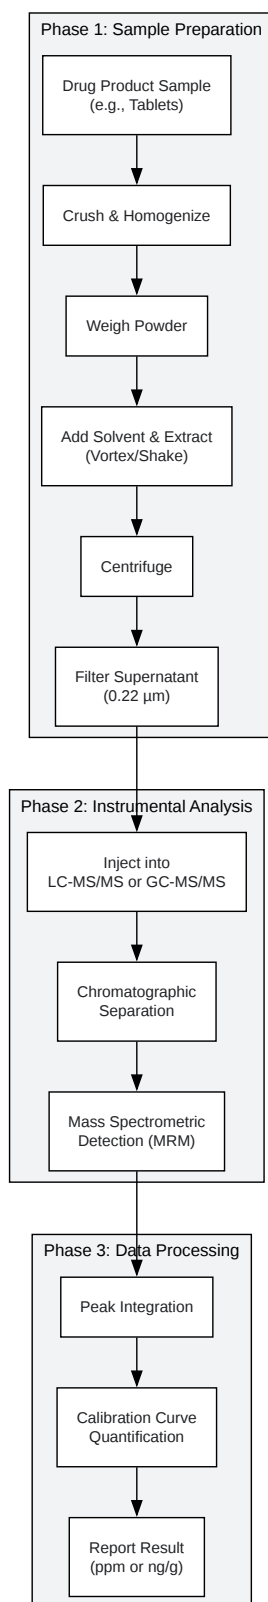 Phase 1: Sample Preparation
Drug Product Sample
(e.g., Tablets)
Crush & Homogenize
Weigh Powder
Add Solvent & Extract
(Vortex/Shake)
Centrifuge
Filter Supernatant
(0.22 µm)
Phase 2: Instrumental Analysis
Inject into
LC-MS/MS or GC-MS/MS
Chromatographic
Separation
Mass Spectrometric
Detection (MRM)
Phase 3: Data Processing
Peak Integration
Calibration Curve
Quantification
Report Result
(ppm or ng/g)